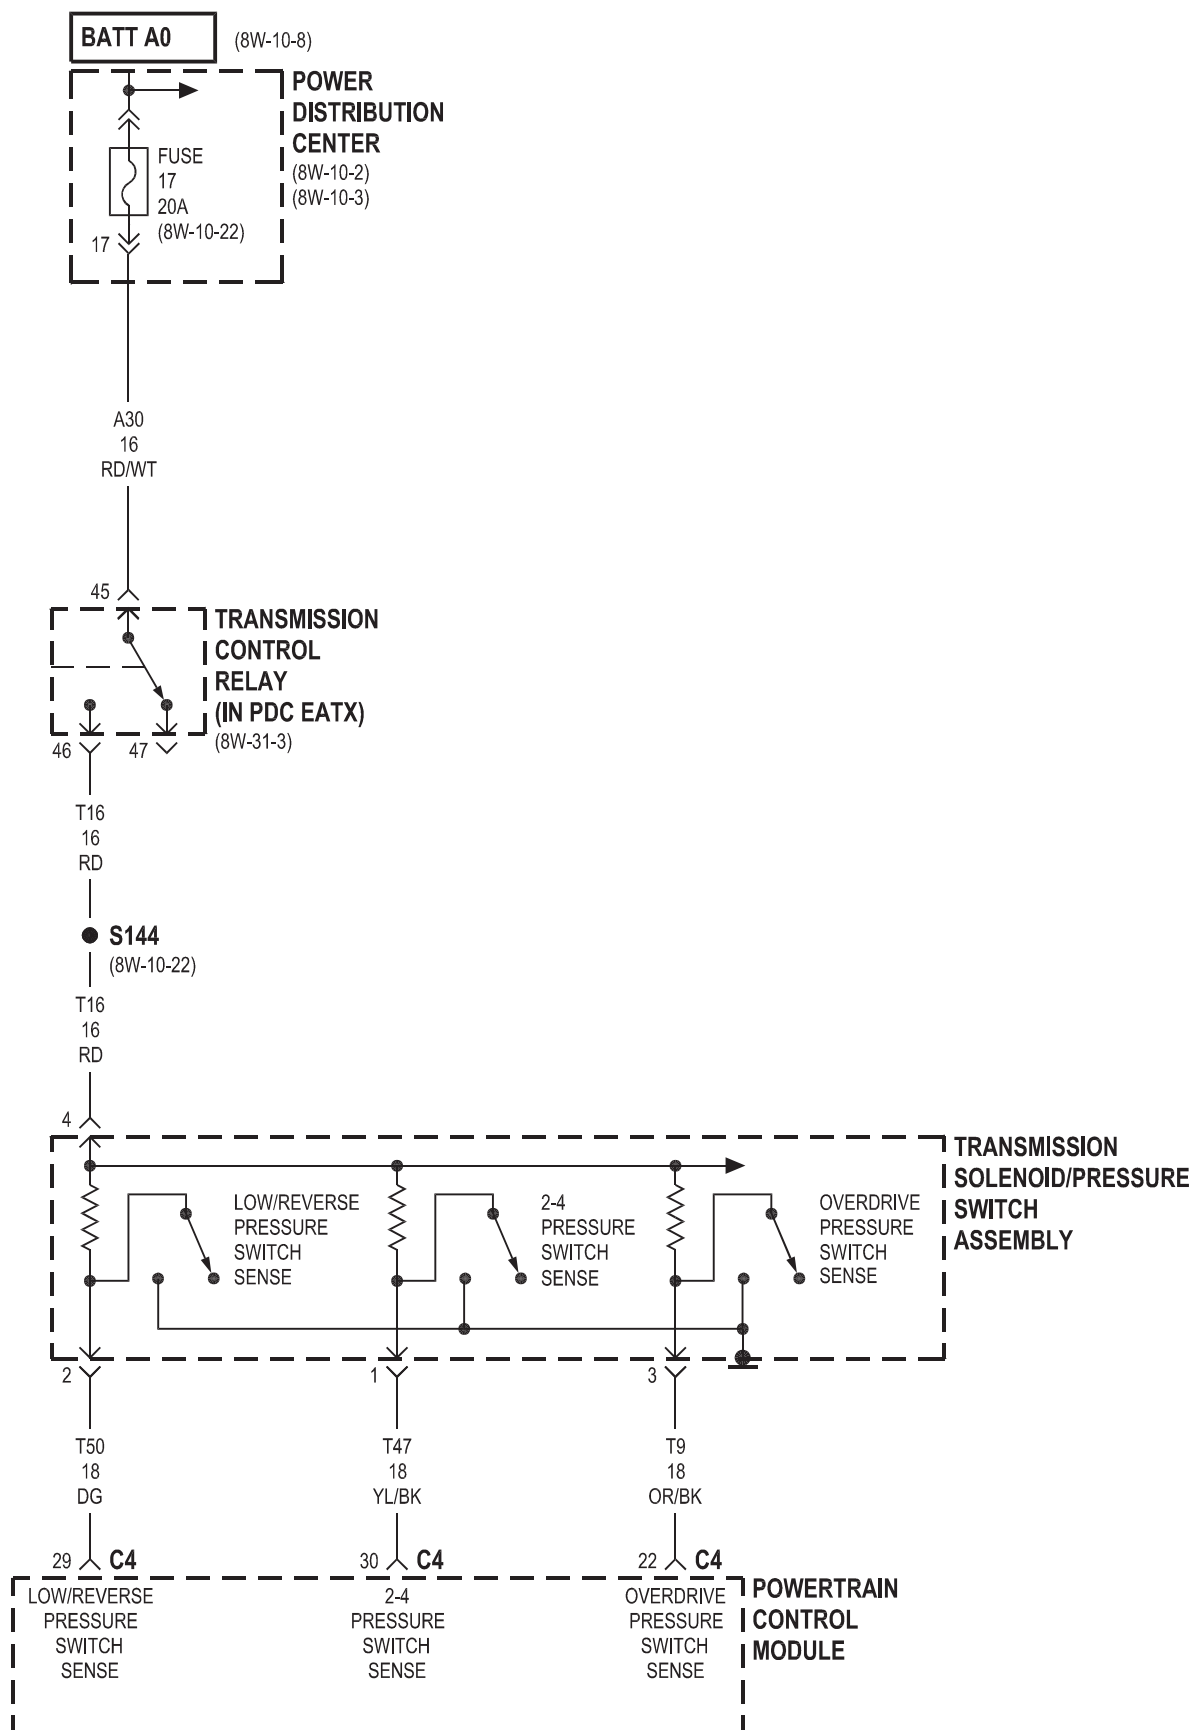 BATT A0
(8W-10-8)
POWER
DISTRIBUTION
CENTER
(8W-10-2)
(8W-10-3)
FUSE
17
20A
(8W-10-22)
17
A30
16
RD/WT
45
TRANSMISSION
CONTROL
RELAY
(IN PDC EATX)
(8W-31-3)
46
47
T16
16
RD
S144
(8W-10-22)
T16
16
RD
4
TRANSMISSION
SOLENOID/PRESSURE
SWITCH
ASSEMBLY
LOW/REVERSE
PRESSURE
SWITCH
SENSE
2-4
PRESSURE
SWITCH
SENSE
OVERDRIVE
PRESSURE
SWITCH
SENSE
2
1
3
T50
18
DG
T47
18
YL/BK
T9
18
OR/BK
29
C4
30
C4
22
C4
LOW/REVERSE
PRESSURE
SWITCH
SENSE
2-4
PRESSURE
SWITCH
SENSE
OVERDRIVE
PRESSURE
SWITCH
SENSE
POWERTRAIN
CONTROL
MODULE